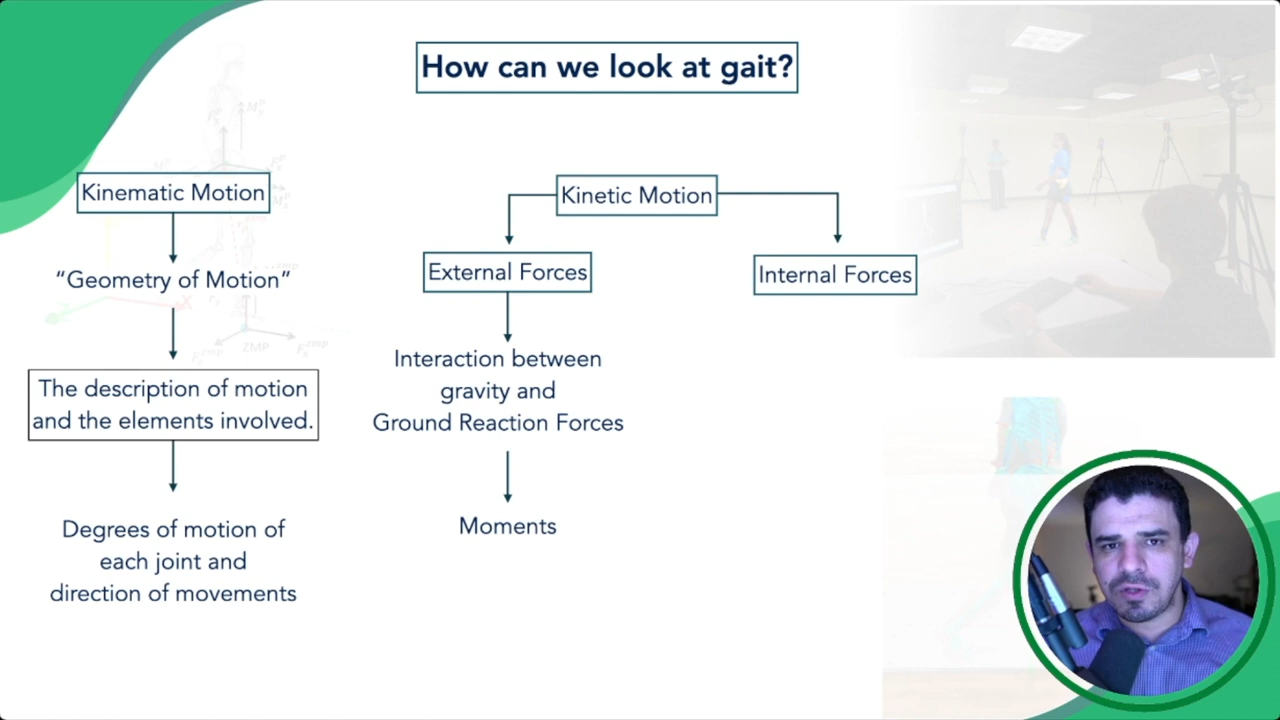 How can we look at gait?
Kinematic Motion
“Geometry of Motion”
The description of motion
and the elements involved.
Degrees of motion of
each joint and
direction of movements
Kinetic Motion
External Forces
Interaction between
gravity and
Ground Reaction Forces
Moments
Internal Forces
ZMP